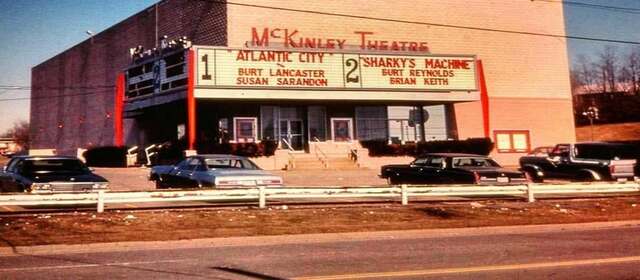 McKinley Theatre
1 ATLANTIC CITY
BURT LANCASTER
SUSAN SARANDON
2 "SHARKY'S MACHINE"
BURT REYNOLDS
BRIAN KEITH